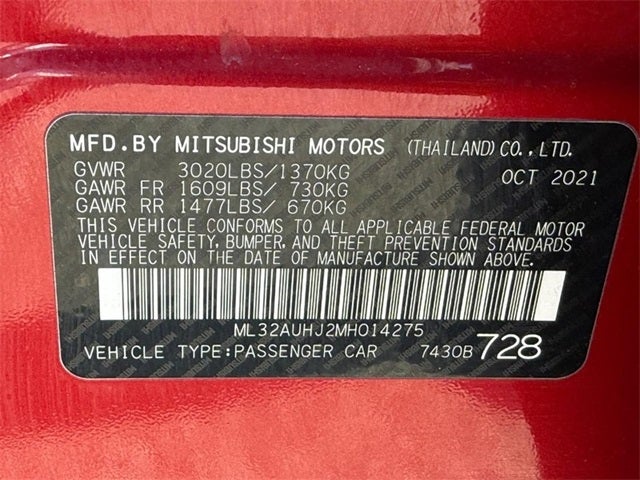 MFD.BY MITSUBISHI MOTORS (THAILAND) CO.,LTD.
GVWR 3020LBS/1370KG OCT 2021
GAWR FR 1609LBS/ 730KG
GAWR RR 1477LBS/ 670KG
THIS VEHICLE CONFORMS TO ALL APPLICABLE FEDERAL MOTOR
VEHICLE SAFETY, BUMPER, AND THEFT PREVENTION STANDARDS
IN EFFECT ON THE DATE OF MANUFACTURE SHOWN ABOVE.
ML32AUHJ2MH014275
VEHICLE TYPE:PASSENGER CAR 7430B 728